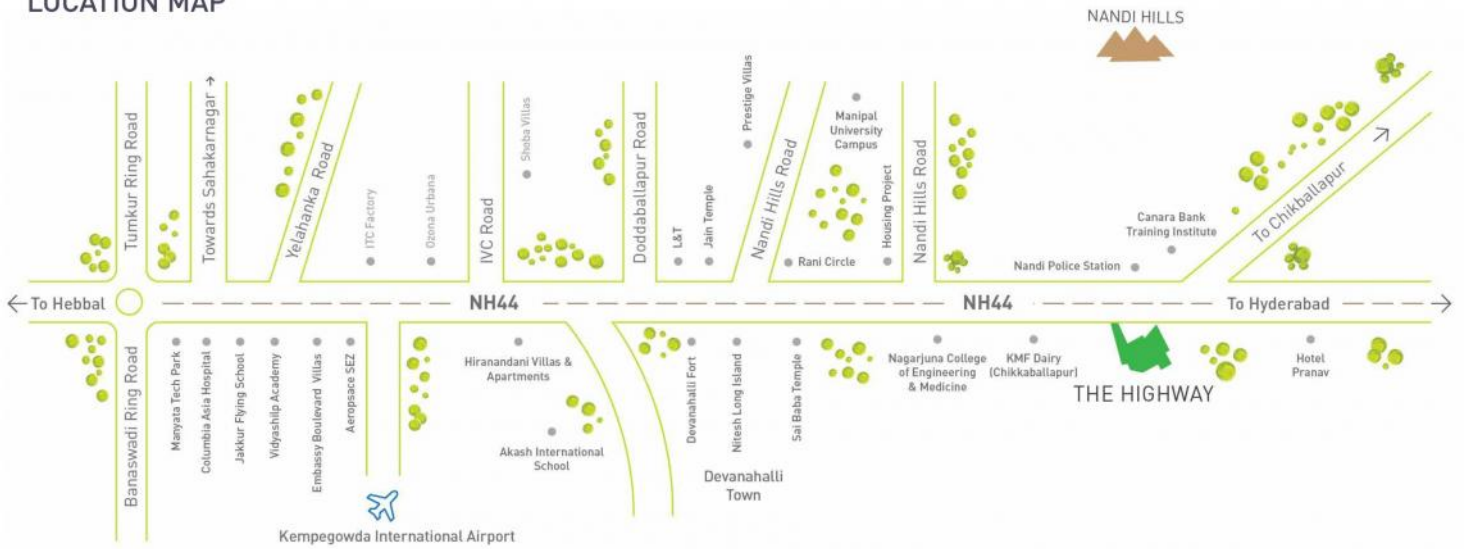 LOCATION MAP
NANDI HILLS
Tumkur Ring Road
Towards Sahakarnagar
Yelahanka Road
ITC Factory
Ozona Urbana
IVC Road
Shoba Villas
Doddaballapur Road
L&T
Jain Temple
Prestige Villas
Nandi Hills Road
Manipal
University
Campus
Rani Circle
Housing Project
Nandi Hills Road
Nandi Police Station
Canara Bank
Training Institute
To Chikballapur
To Hebbal
NH44
NH44
To Hyderabad
Banaswadi Ring Road
Manyata Tech Park
Columbia Asia Hospital
Jakkur Flying School
Vidyashilp Academy
Embassy Boulevard Villas
Aeropsace SEZ
Kempegowda International Airport
Hiranandani Villas &
Apartments
Akash International
School
Devanahalli Fort
Nitesh Long Island
Sai Baba Temple
Devanahalli
Town
Nagarjuna College
of Engineering
& Medicine
KMF Dairy
(Chikkaballapur)
THE HIGHWAY
Hotel
Pranav